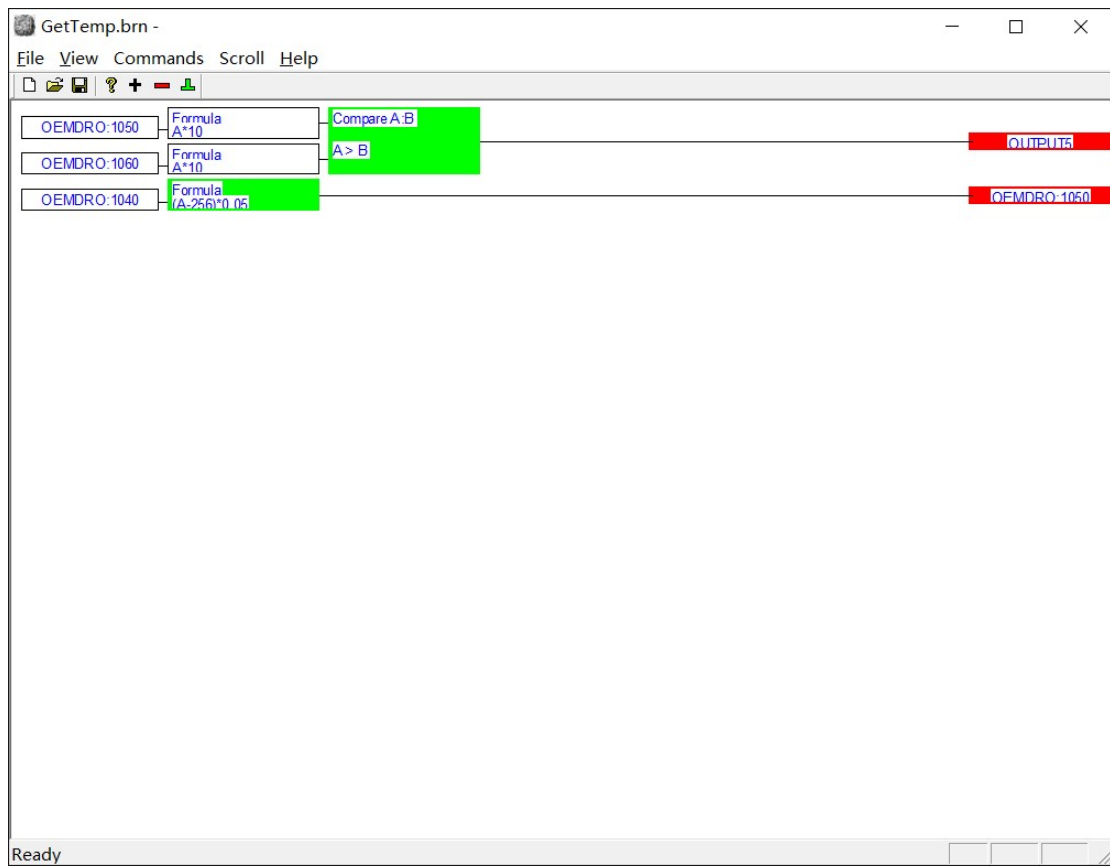 GetTemp.brn -
File View Commands Scroll Help
OEMDRO:1050
Formula
A*10
Compare A:B
A > B
OUTPUT5
OEMDRO:1060
Formula
A*10
OEMDRO:1040
Formula
(A-256)*0.05
OEMDRO:1050
Ready